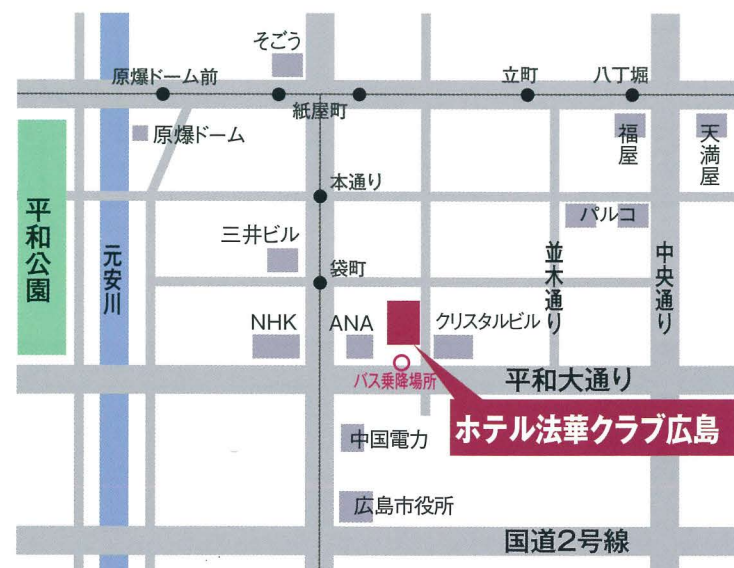 そごう
原爆ドーム前
立町
八丁堀
紙屋町
原爆ドーム
福屋
天満屋
本通り
平和公園
元安川
三井ビル
パルコ
並木通り
中央通り
袋町
NHK
ANA
クリスタルビル
バス乗降場所
平和大通り
ホテル法華クラブ広島
中国電力
広島市役所
国道2号線